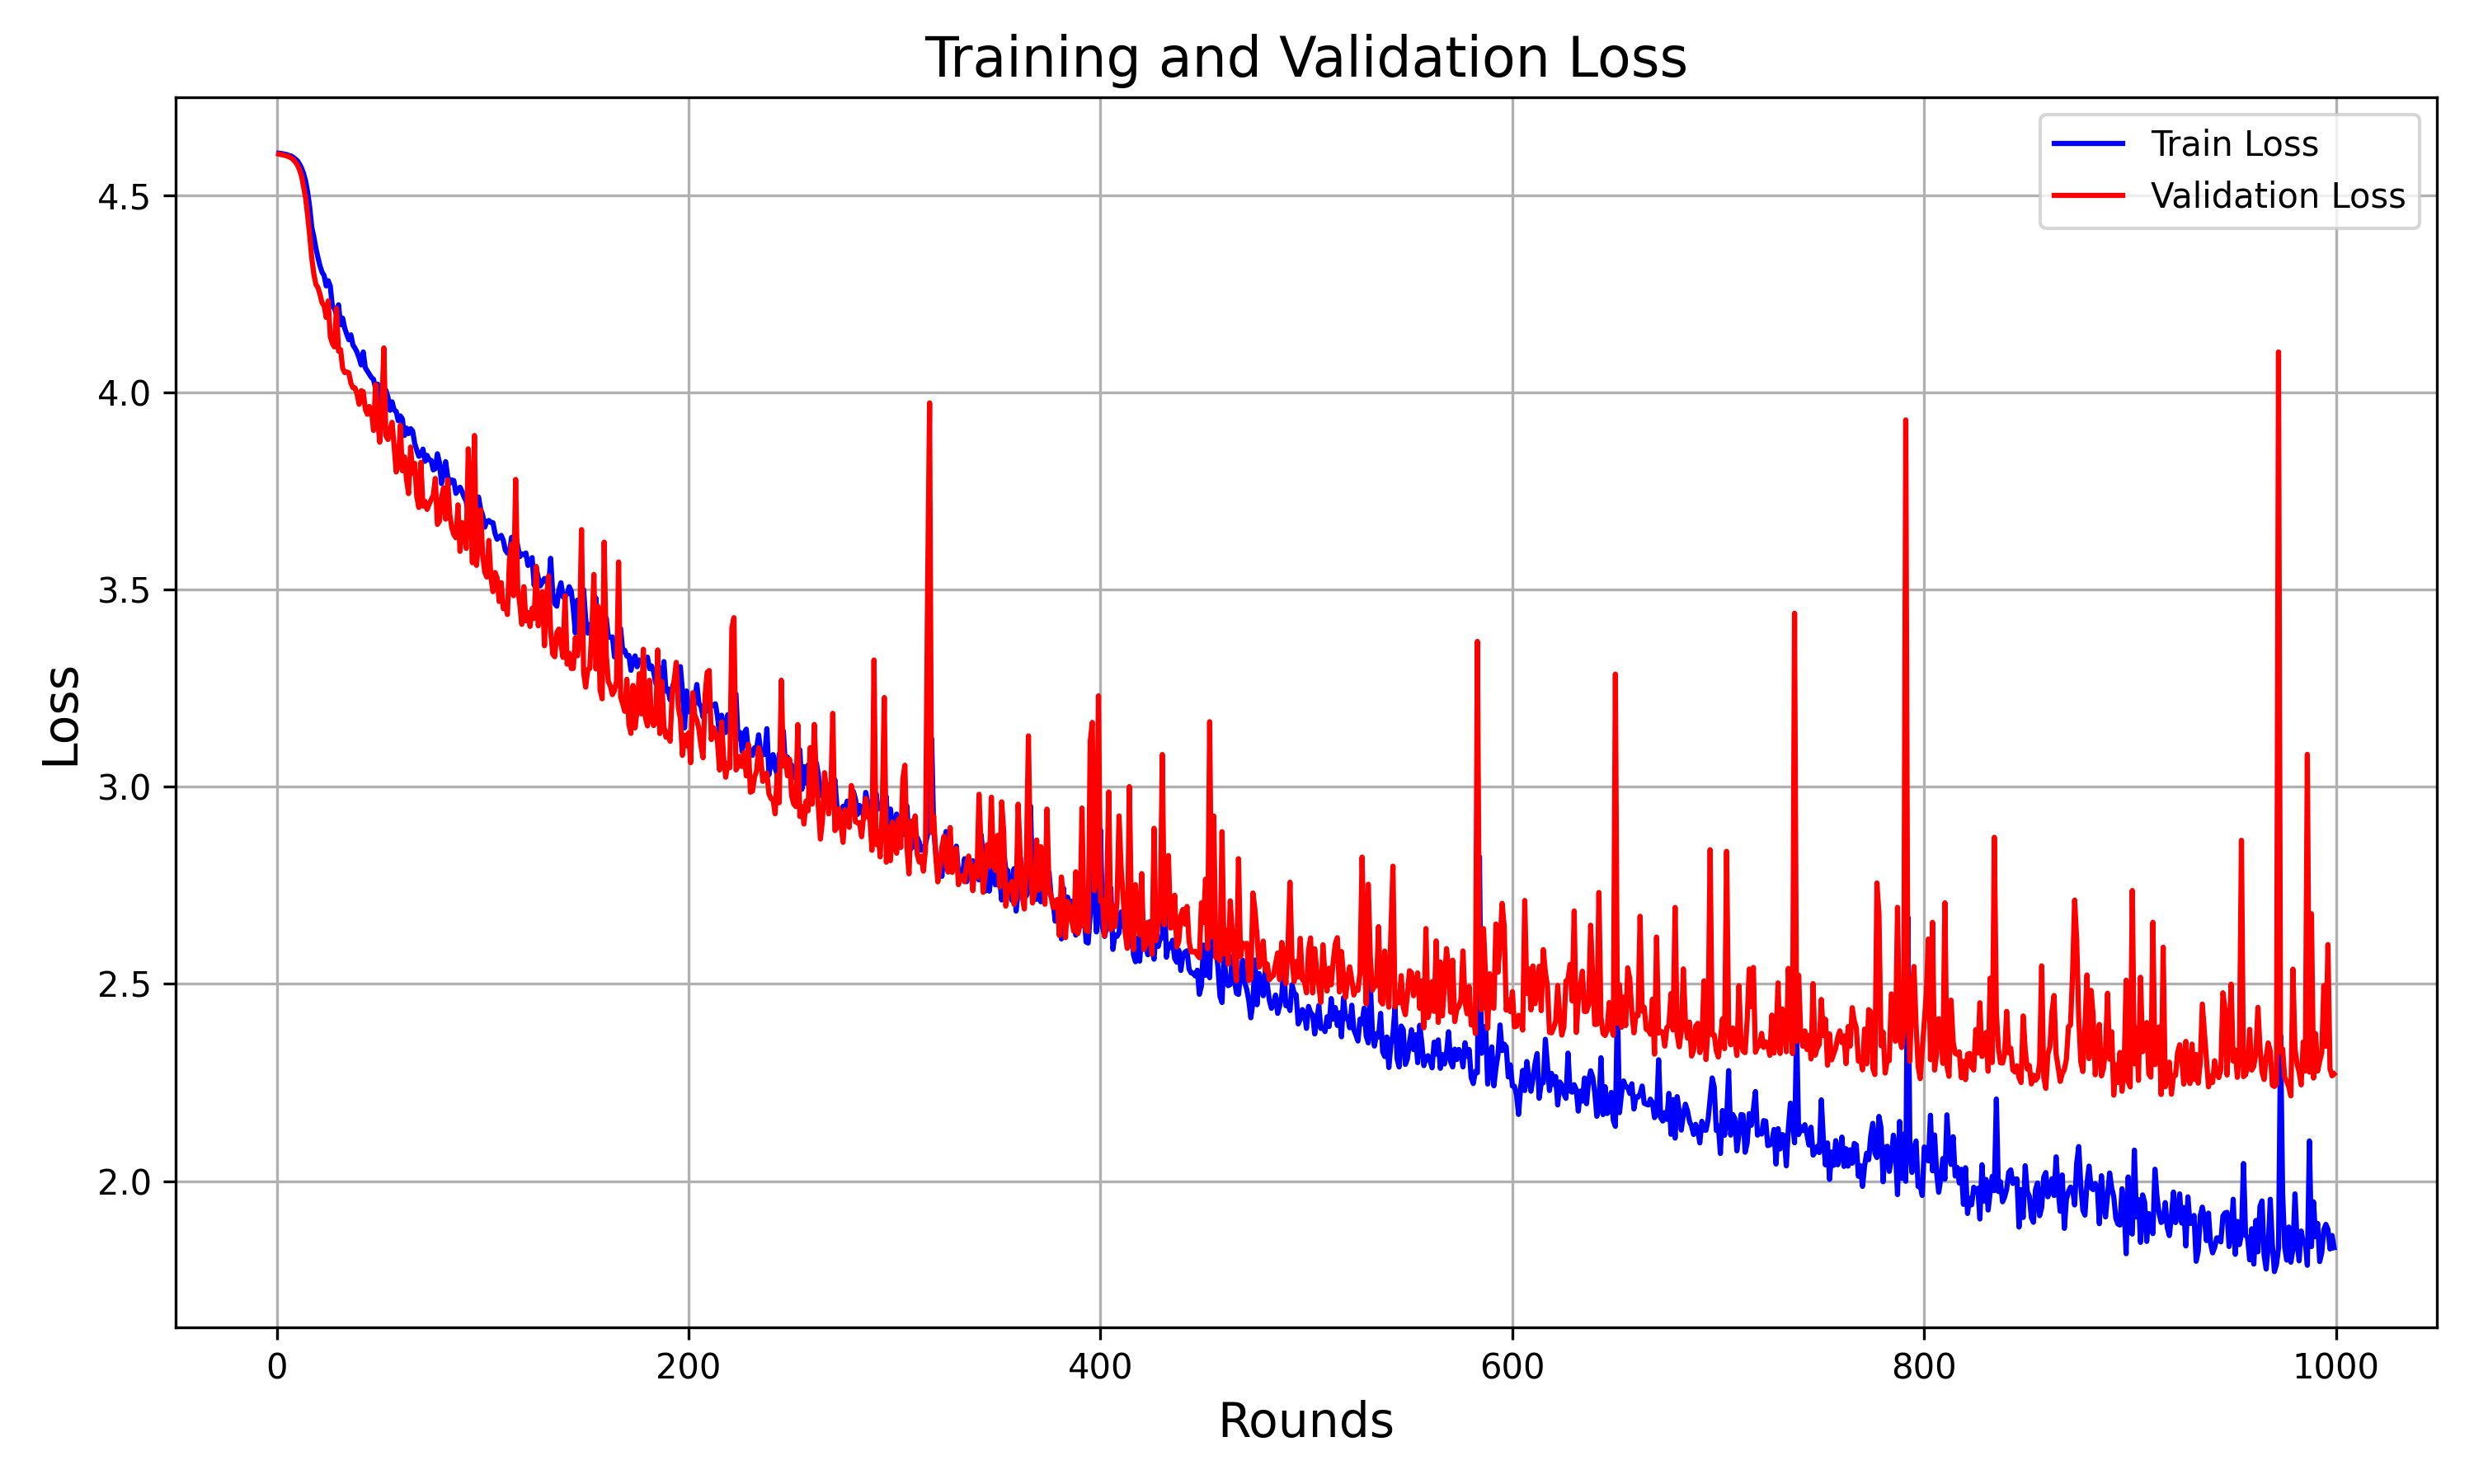 Training and Validation Loss
Train Loss
Validation Loss
4.5
4.0
3.5
3.0
2.5
2.0
Loss
0 200 400 600 800 1000
Rounds